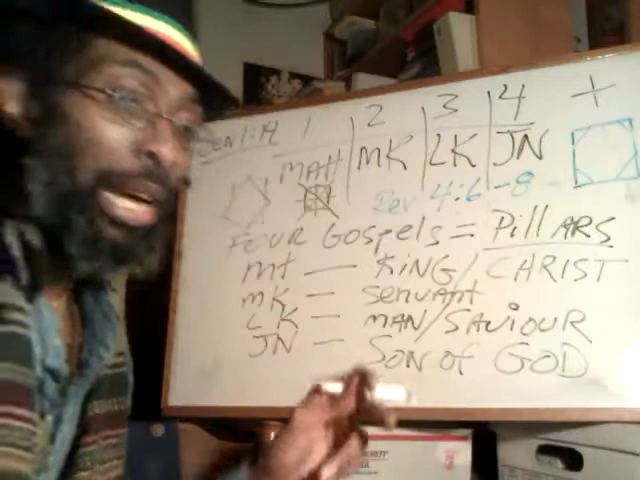 1 2 3 4 +
MAH MK LK JN
Rev 4:6-8
FOUR Gospels = PillARS
mt — KING/CHRIST
mK — servant
LK — MAN/SAVIOUR
JN — SON of GOD